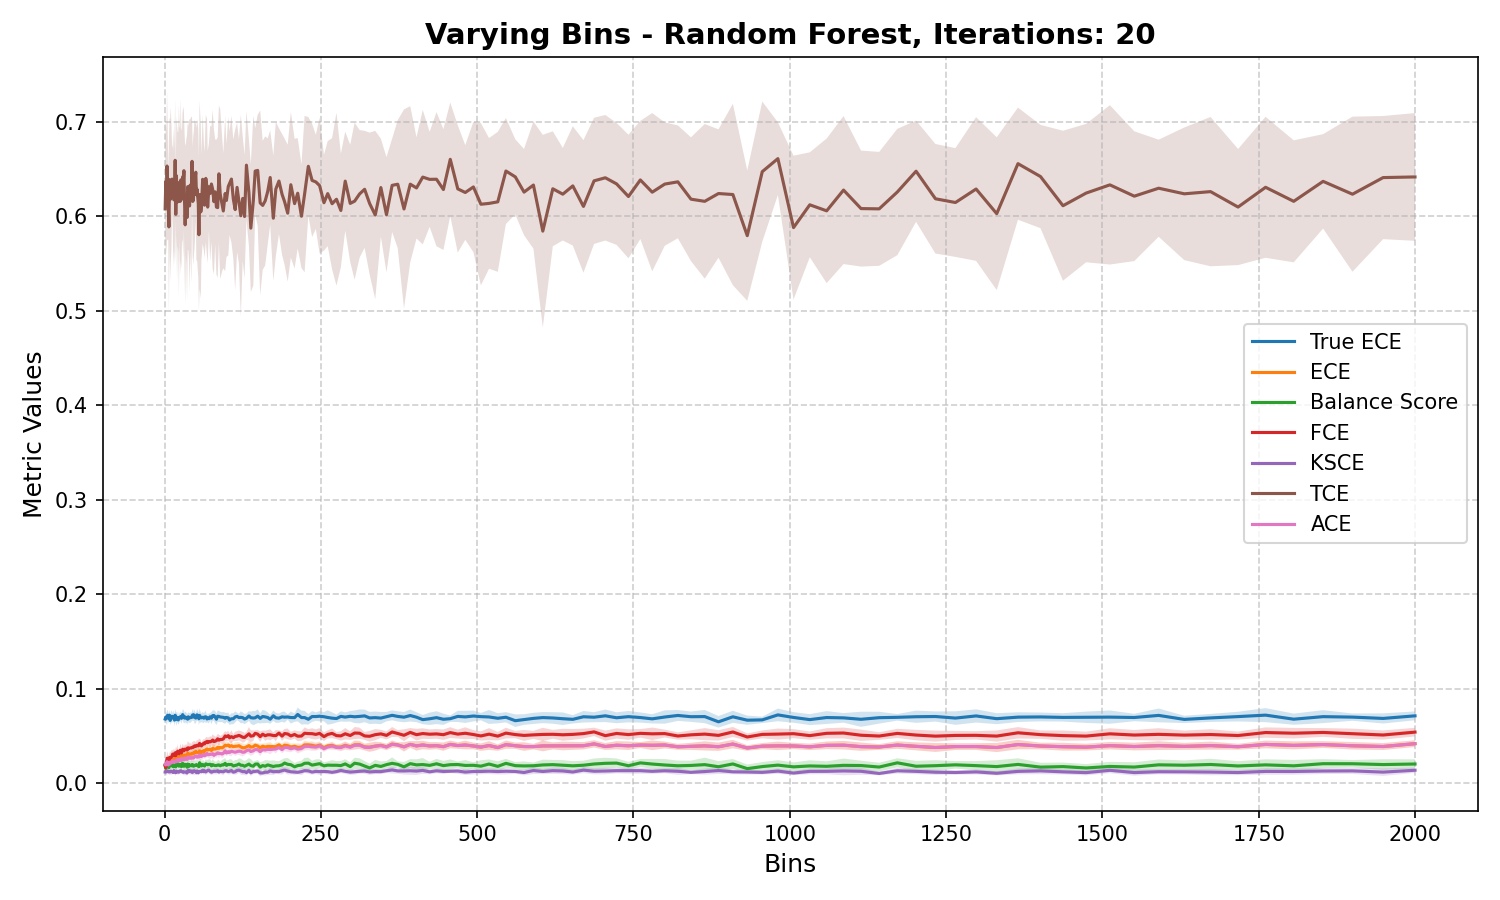 Varying Bins - Random Forest, Iterations: 20
Metric Values
0.7
0.6
0.5
0.4
0.3
0.2
0.1
0.0
True ECE
ECE
Balance Score
FCE
KSCE
TCE
ACE
0 250 500 750 1000 1250 1500 1750 2000
Bins